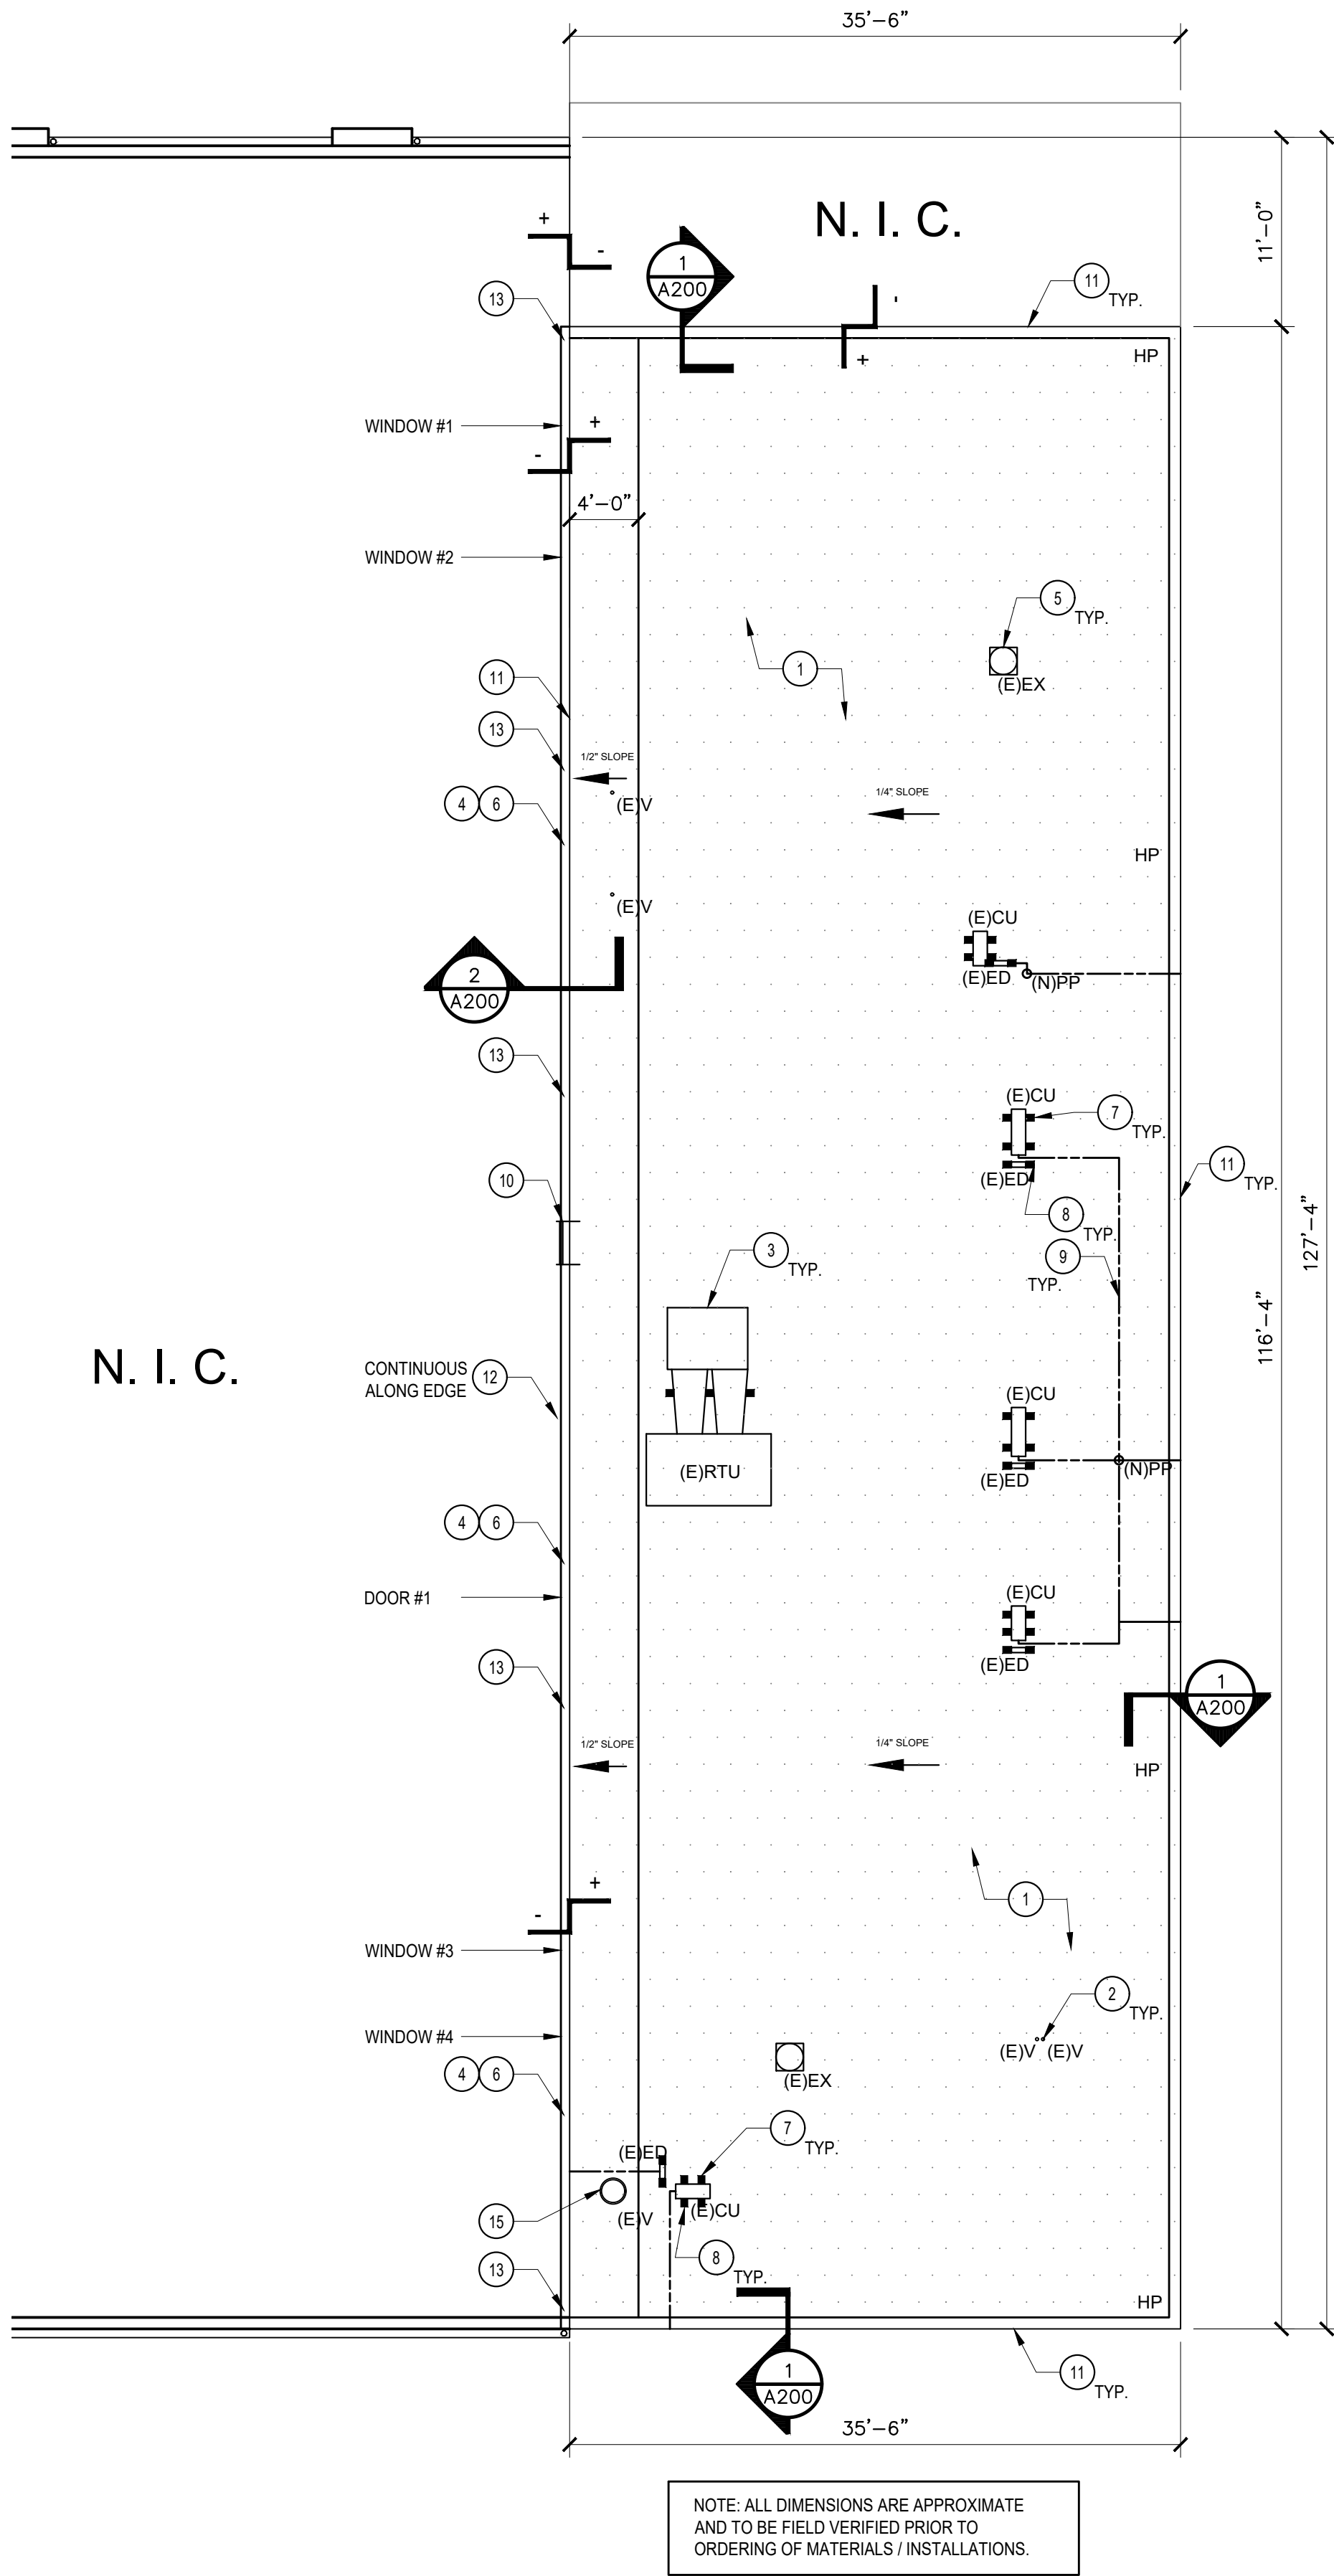 35'-6"
N. I. C.
11'-0"
+
-
1
A200
11
TYP.
13
-
+
HP
WINDOW #1
+
-
4'-0"
WINDOW #2
5
TYP.
1
(E)EX
11
13
1/2" SLOPE
4
6
(E)V
1/4" SLOPE
HP
(E)V
(E)CU
2
A200
(E)ED
(N)PP
13
(E)CU
7
TYP.
11
TYP.
10
(E)ED
8
TYP.
3
TYP.
9
TYP.
127'-4"
116'-4"
N. I. C.
CONTINUOUS
ALONG EDGE
12
(E)CU
(E)RTU
(N)PP
(E)ED
4
6
DOOR #1
(E)CU
13
(E)ED
1
A200
1/2" SLOPE
1/4" SLOPE
HP
+
-
1
WINDOW #3
2
TYP.
WINDOW #4
(E)V
(E)V
4
6
(E)EX
7
TYP.
(E)ED
15
(E)V
(E)CU
13
8
TYP.
HP
1
A200
11
TYP.
35'-6"
NOTE: ALL DIMENSIONS ARE APPROXIMATE
AND TO BE FIELD VERIFIED PRIOR TO
ORDERING OF MATERIALS / INSTALLATIONS.